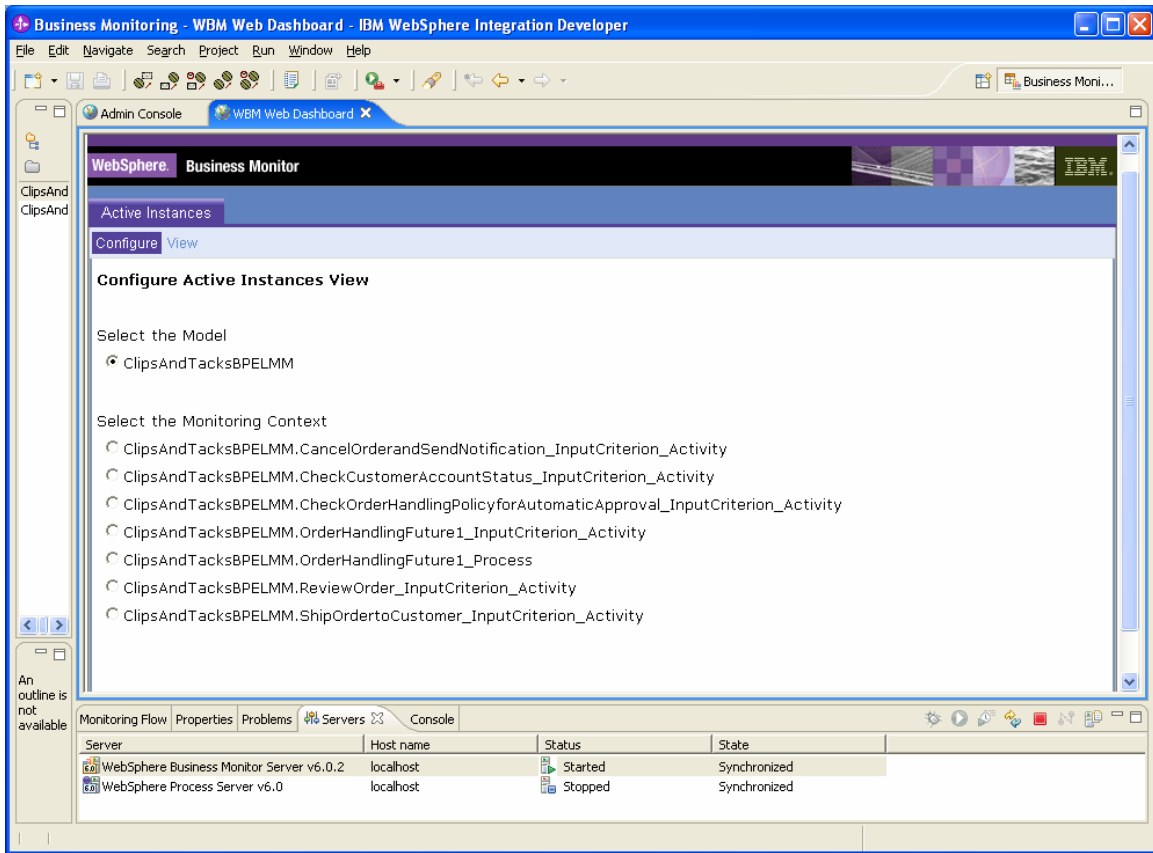 Business Monitoring - WBM Web Dashboard - IBM WebSphere Integration Developer
File Edit Navigate Search Project Run Window Help
Business Moni...
Admin Console WBM Web Dashboard
WebSphere. Business Monitor IBM.
ClipsAnd
ClipsAnd
Active Instances
Configure View
Configure Active Instances View
Select the Model
ClipsAndTacksBPELMM
Select the Monitoring Context
ClipsAndTacksBPELMM.CancelOrderandSendNotification_InputCriterion_Activity
ClipsAndTacksBPELMM.CheckCustomerAccountStatus_InputCriterion_Activity
ClipsAndTacksBPELMM.CheckOrderHandlingPolicyforAutomaticApproval_InputCriterion_Activity
ClipsAndTacksBPELMM.OrderHandlingFuture1_InputCriterion_Activity
ClipsAndTacksBPELMM.OrderHandlingFuture1_Process
ClipsAndTacksBPELMM.ReviewOrder_InputCriterion_Activity
ClipsAndTacksBPELMM.ShipOrdertoCustomer_InputCriterion_Activity
An
outline is
not
available
Monitoring Flow Properties Problems Servers Console
Server Host name Status State
6.0 WebSphere Business Monitor Server v6.0.2 localhost Started Synchronized
6.0 WebSphere Process Server v6.0 localhost Stopped Synchronized